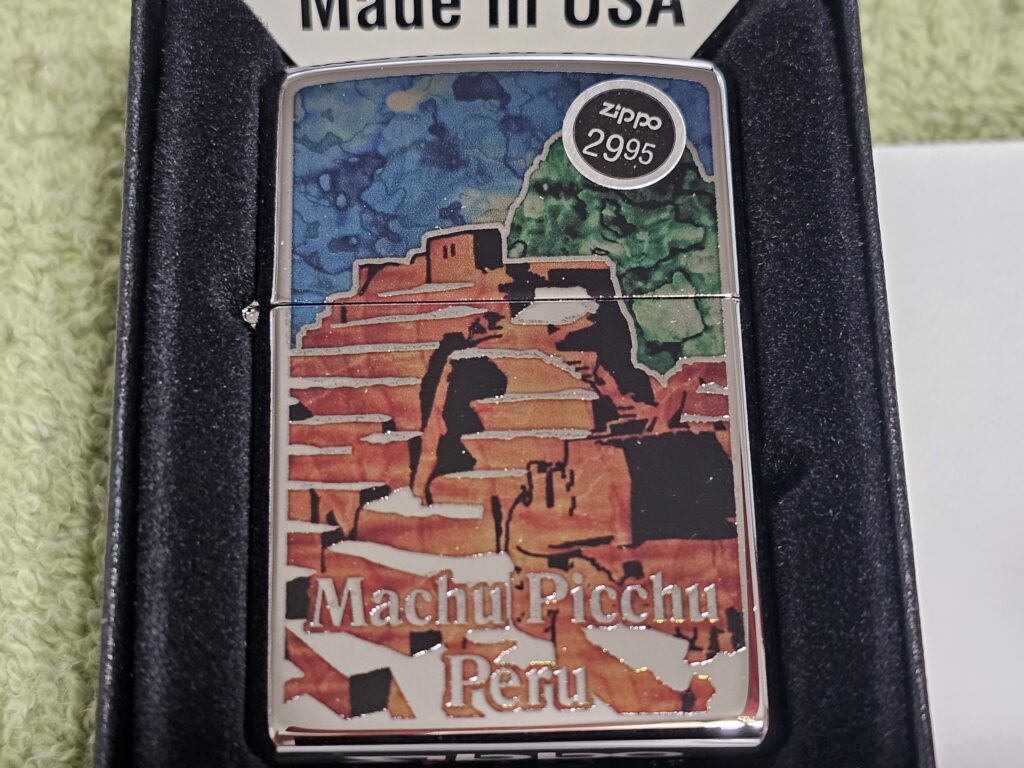 Made in USA
zippo
2995
Machu Picchu
Peru